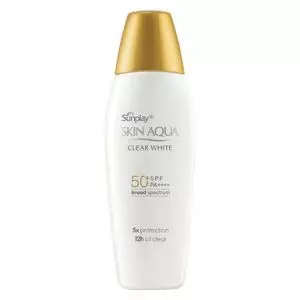 Sunplay®
SKIN AQUA
CLEAR WHITE
50+ SPF
PA++++
broad spectrum
5x protection
12h oil clear